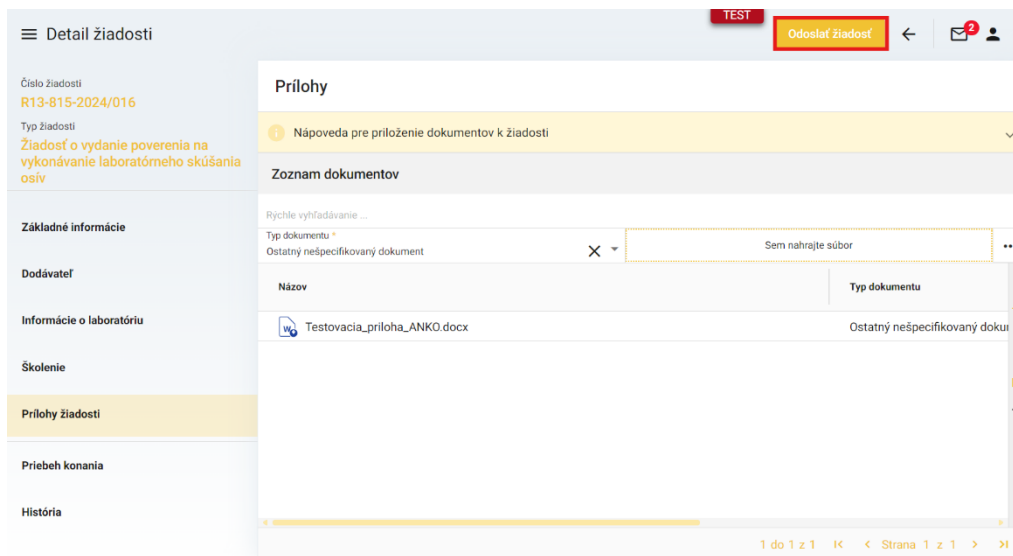 TEST
Detail žiadosti
Odoslať žiadosť
2
Číslo žiadosti
R13-815-2024/016
Typ žiadosti
Žiadosť o vydanie poverenia na
vykonávanie laboratórneho skúšania
osív
Základné informácie
Dodávateľ
Informácie o laboratóriu
Školenie
Prílohy žiadosti
Priebeh konania
História
Prílohy
Nápoveda pre priloženie dokumentov k žiadosti
Zoznam dokumentov
Rýchle vyhľadávanie ...
Typ dokumentu *
Ostatný nešpecifikovaný dokument
Sem nahrajte súbor
Názov
Typ dokumentu
Testovacia_priloha_ANKO.docx
Ostatný nešpecifikovaný
1 do 1 z 1
Strana 1 z 1